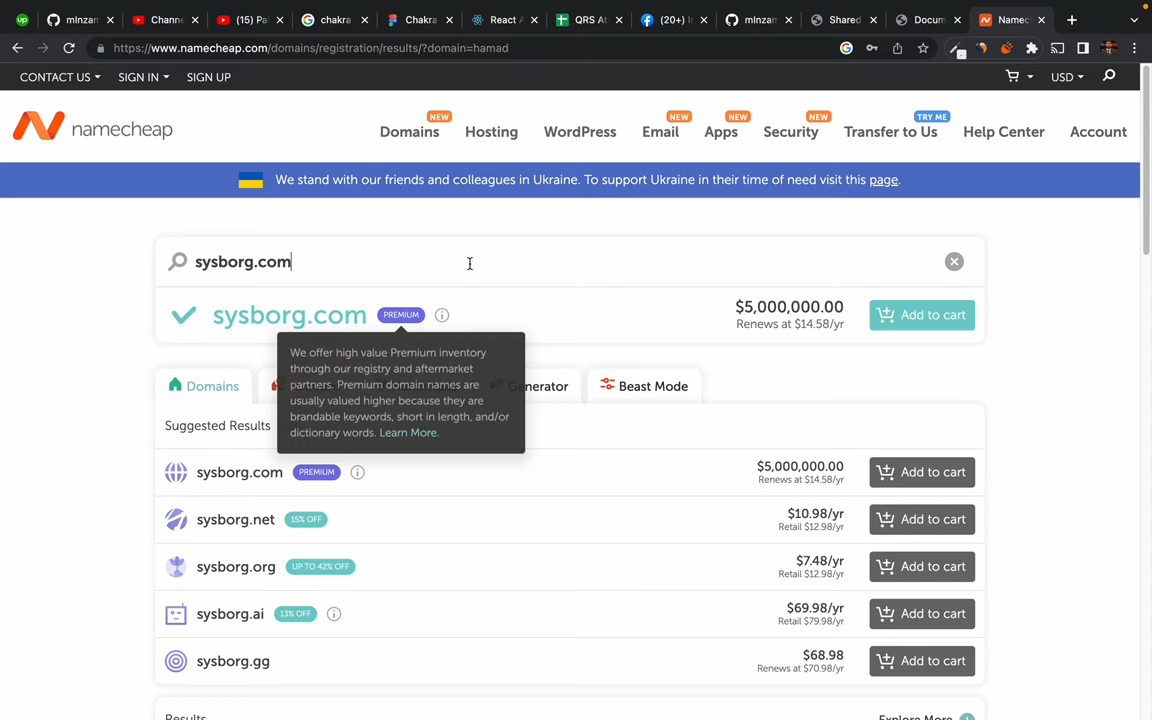 mInzam
Channe
(15) Pa
chakra
Chakra
React A
QRS At
(20+) I
mInzam
Shared
Docum
Namec
https://www.namecheap.com/domains/registration/results/?domain=hamad
CONTACT US SIGN IN SIGN UP USD
NEW NEW NEW NEW TRY ME
namecheap Domains Hosting WordPress Email Apps Security Transfer to Us Help Center Account
We stand with our friends and colleagues in Ukraine. To support Ukraine in their time of need visit this page.
sysborg.com
sysborg.com PREMIUM $5,000,000.00 Add to cart
Renews at $14.58/yr
We offer high value Premium inventory
through our registry and aftermarket
partners. Premium domain names are
usually valued higher because they are
brandable keywords, short in length, and/or
dictionary words. Learn More.
Domains Generator Beast Mode
Suggested Results
sysborg.com PREMIUM $5,000,000.00 Add to cart
Renews at $14.58/yr
sysborg.net 15% OFF $10.98/yr Add to cart
Retail $12.98/yr
sysborg.org UP TO 42% OFF $7.48/yr Add to cart
Retail $12.98/yr
sysborg.ai 13% OFF $69.98/yr Add to cart
Retail $79.98/yr
sysborg.gg $68.98 Add to cart
Renews at $70.98/yr
Results Explore More